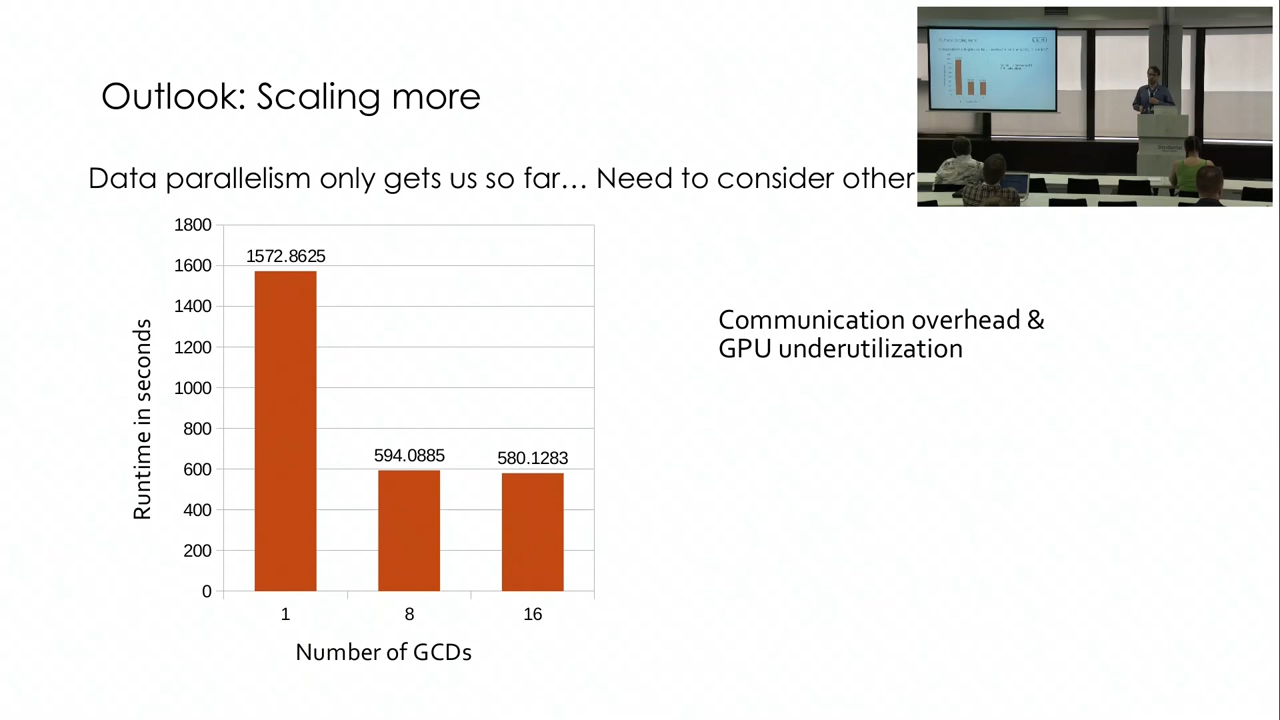 Outlook: Scaling more
Data parallelism only gets us so far… Need to consider other
1800
1600
1400
1200
1000
800
600
400
200
0
1572.8625
594.0885
580.1283
Runtime in seconds
1
8
16
Number of GCDs
Communication overhead &
GPU underutilization